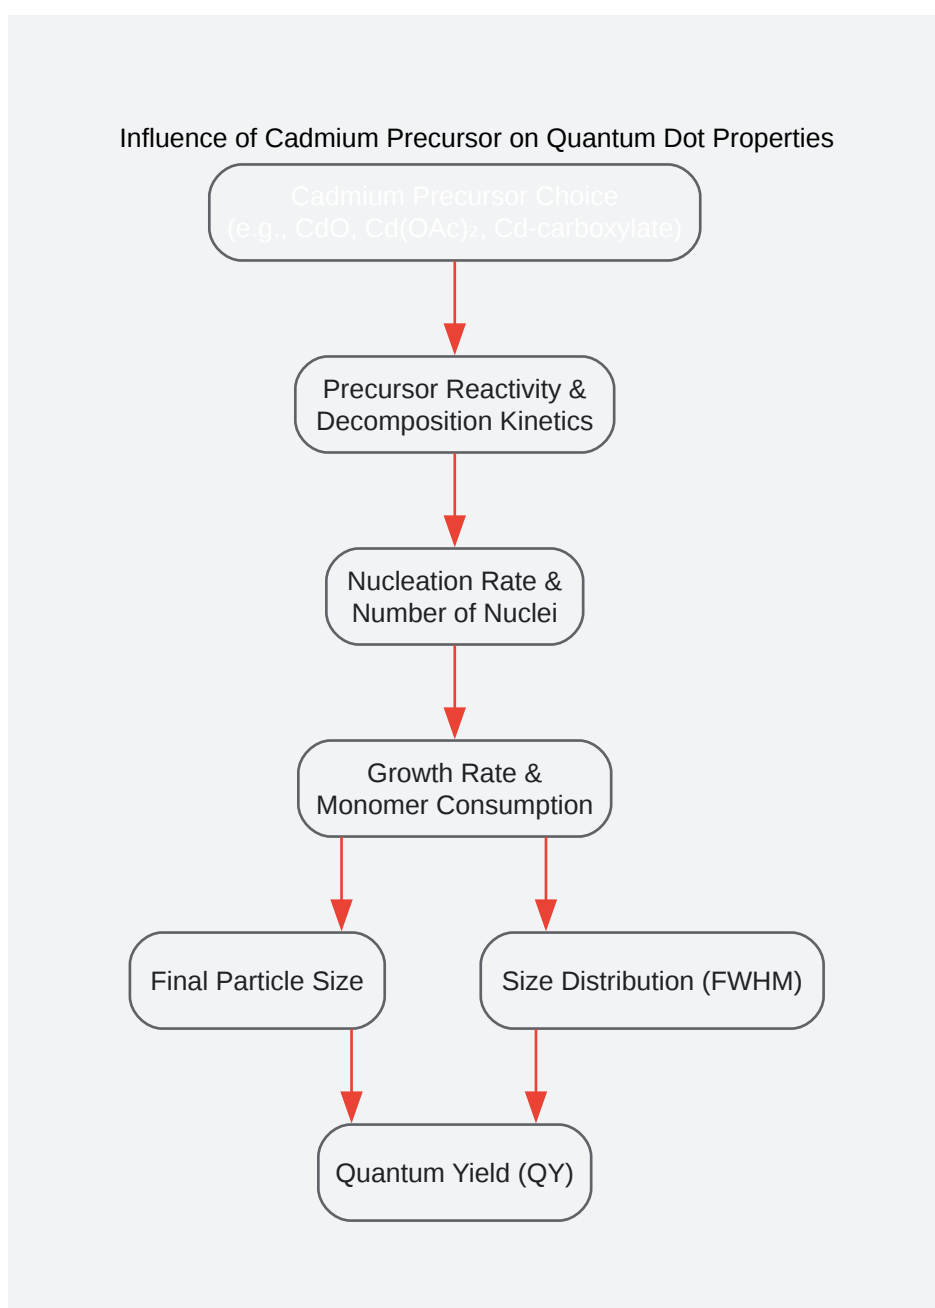 Influence of Cadmium Precursor on Quantum Dot Properties
Cadmium Precursor Choice
(e.g., CdO, Cd(OAc)₂, Cd-carboxylate)
Precursor Reactivity &
Decomposition Kinetics
Nucleation Rate &
Number of Nuclei
Growth Rate &
Monomer Consumption
Final Particle Size
Size Distribution (FWHM)
Quantum Yield (QY)